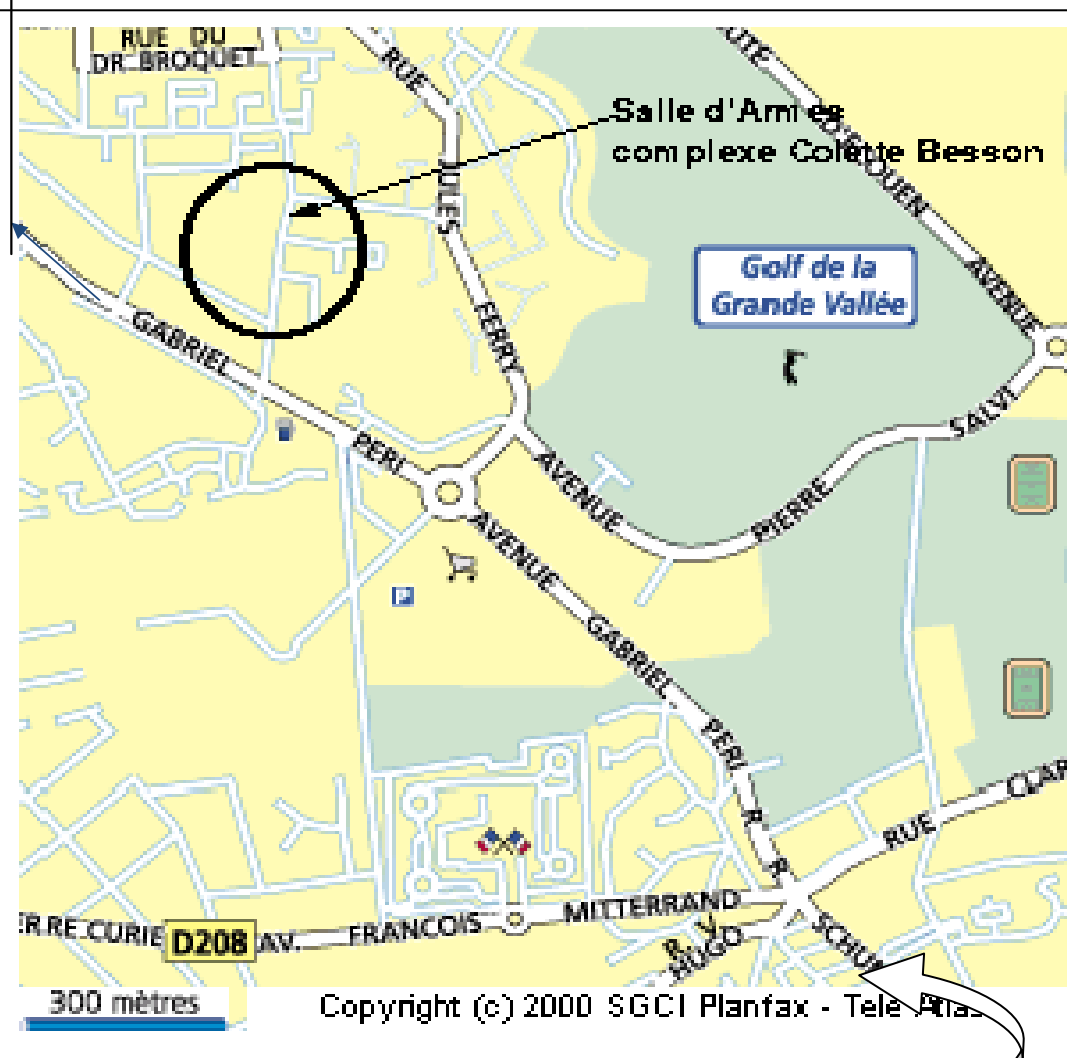 RUE DU
DR. BROQUET
RUE
JULES
FERRY
Salle d'Armes
complexe Colette Besson
D'ÉCOUEN
AVENUE
Golf de la
Grande Vallée
GABRIEL
PERI
AVENUE
PIERRE
SALVI
AVENUE
GABRIEL
PERI
R
R
RUE
MITTERRAND
FRANCOIS
AV.
D208
CURIE
R. V.
HUGO
P
300 mètres
Copyright (c) 2000 SGCI Planfax - Tele Atlas